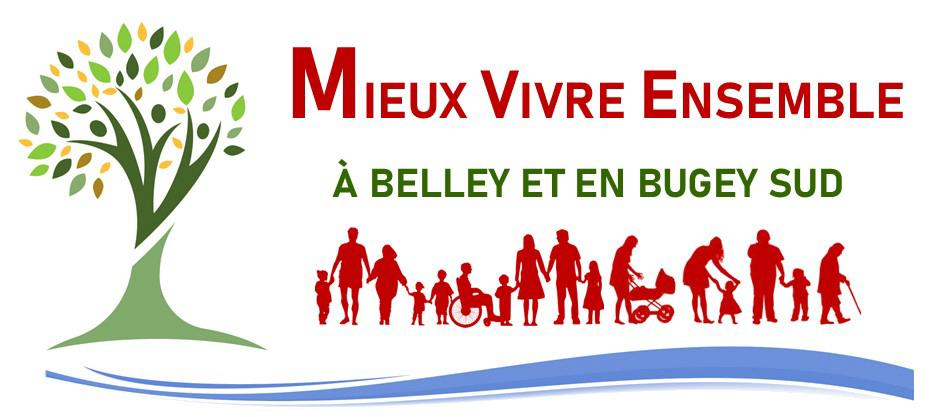 MIEUX VIVRE ENSEMBLE
À BELLEY ET EN BUGEY SUD